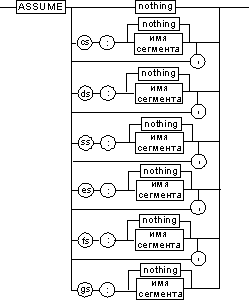 ASSUME nothing
nothing
cs : имя
сегмента
,
nothing
ds : имя
сегмента
,
nothing
ss : имя
сегмента
,
nothing
es : имя
сегмента
,
nothing
fs : имя
сегмента
,
nothing
gs : имя
сегмента